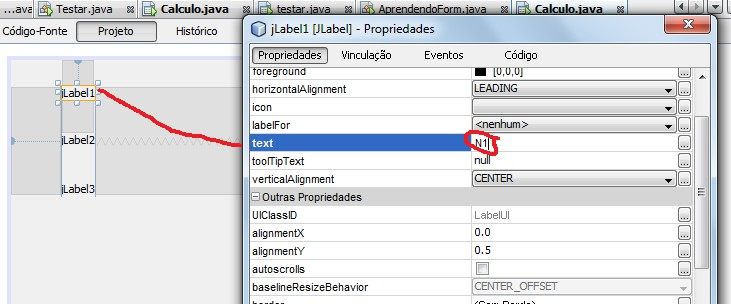 ...ava Testar.java Calculo.java testar.java AprendendoForm.java Calculo.java
Código-Fonte Projeto Histórico
jLabel1
jLabel2
jLabel3
jLabel1 [JLabel] - Propriedades
Propriedades Vinculação Eventos Código
foreground [0,0,0] ...
horizontalAlignment LEADING ...
icon ...
labelFor <nenhum> ...
text N1 ...
toolTipText null ...
verticalAlignment CENTER ...
Outras Propriedades
UIClassID LabelUI ...
alignmentX 0.0 ...
alignmentY 0.5 ...
autoscrolls ...
baselineResizeBehavior CENTER_OFFSET ...
border (Sem Borda) ...